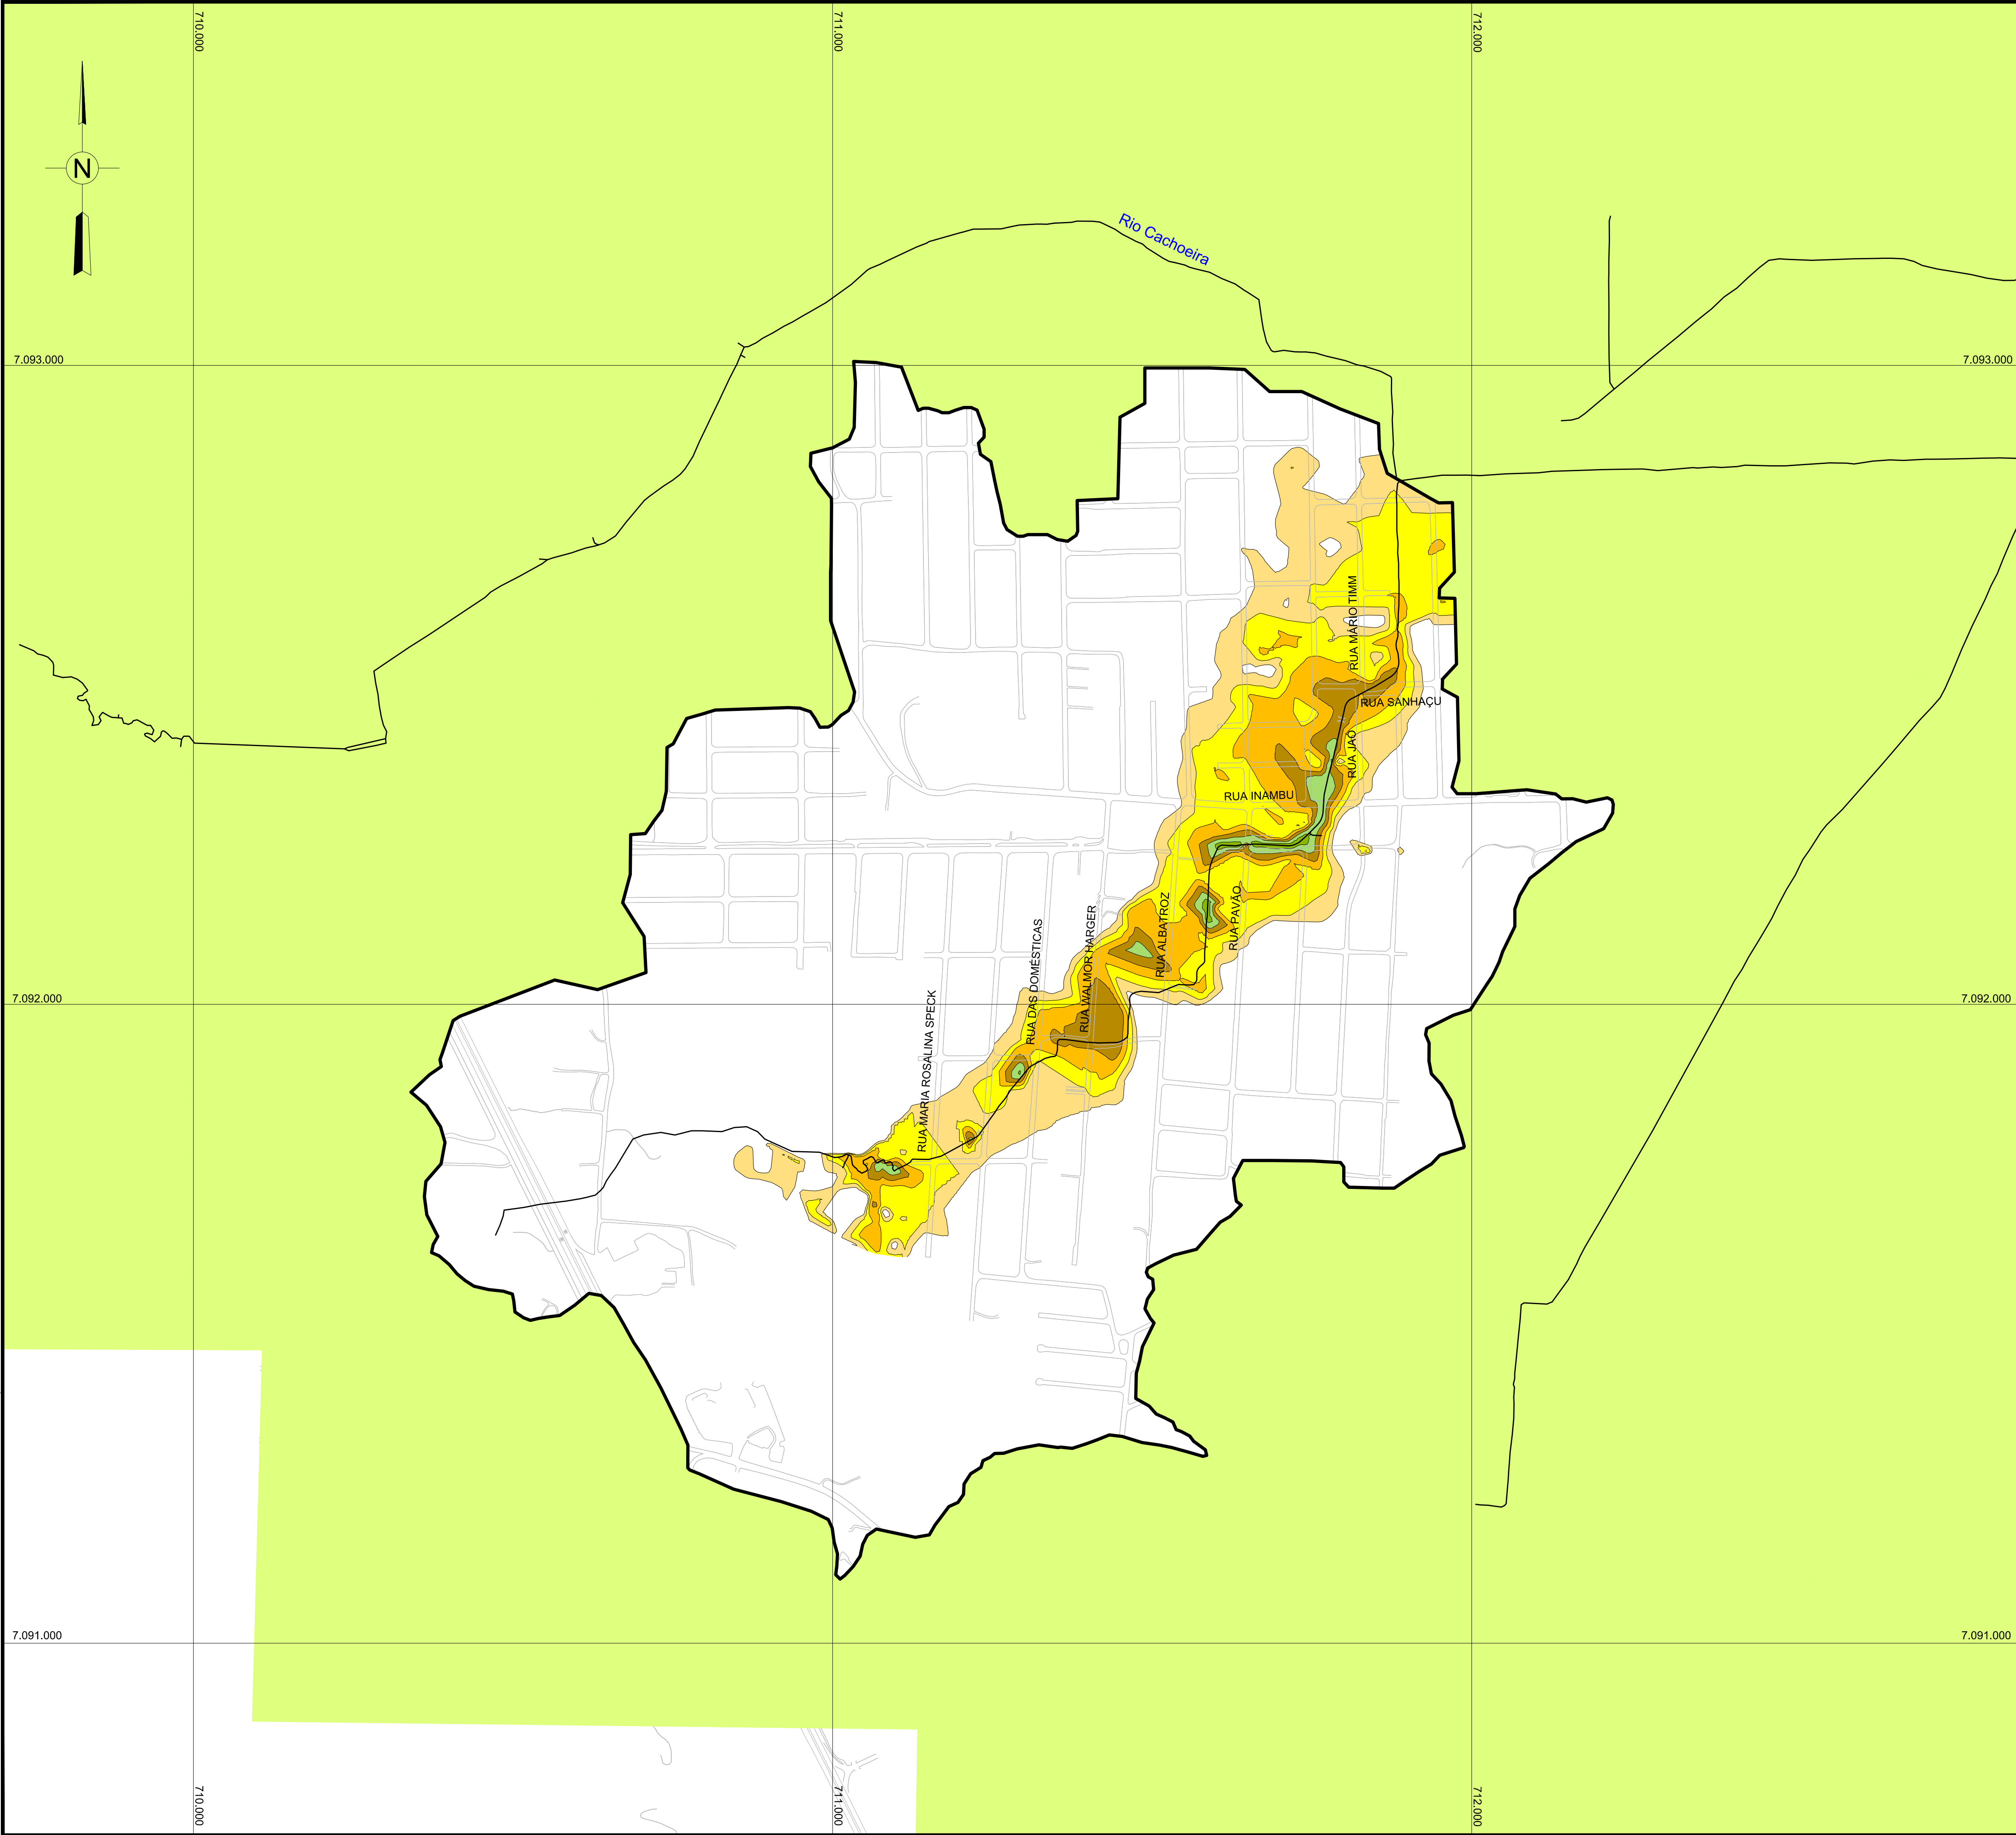 710.000
711.000
712.000
N
Rio Cachoeira
7.093.000
7.093.000
RUA MÁRIO TIMM
RUA SANHAÇU
RUA JAÓ
RUA INAMBU
RUA PAVÃO
RUA ALBATROZ
RUA WALMOR HARGER
RUA DAS DOMÉSTICAS
RUA MARIA ROSALINA SPECK
7.092.000
7.092.000
7.091.000
7.091.000
710.000
711.000
712.000